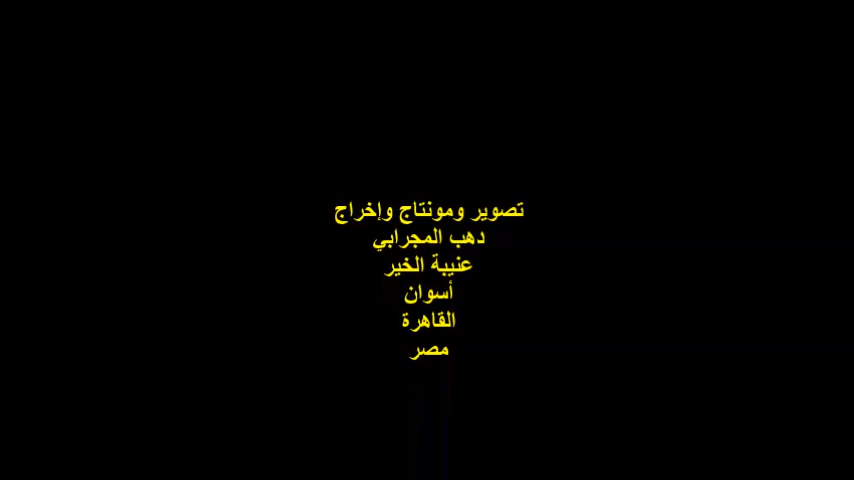 تصوير ومونتاج وإخراج
دهب المجرابي
عنيبة الخير
أسوان
القاهرة
مصر